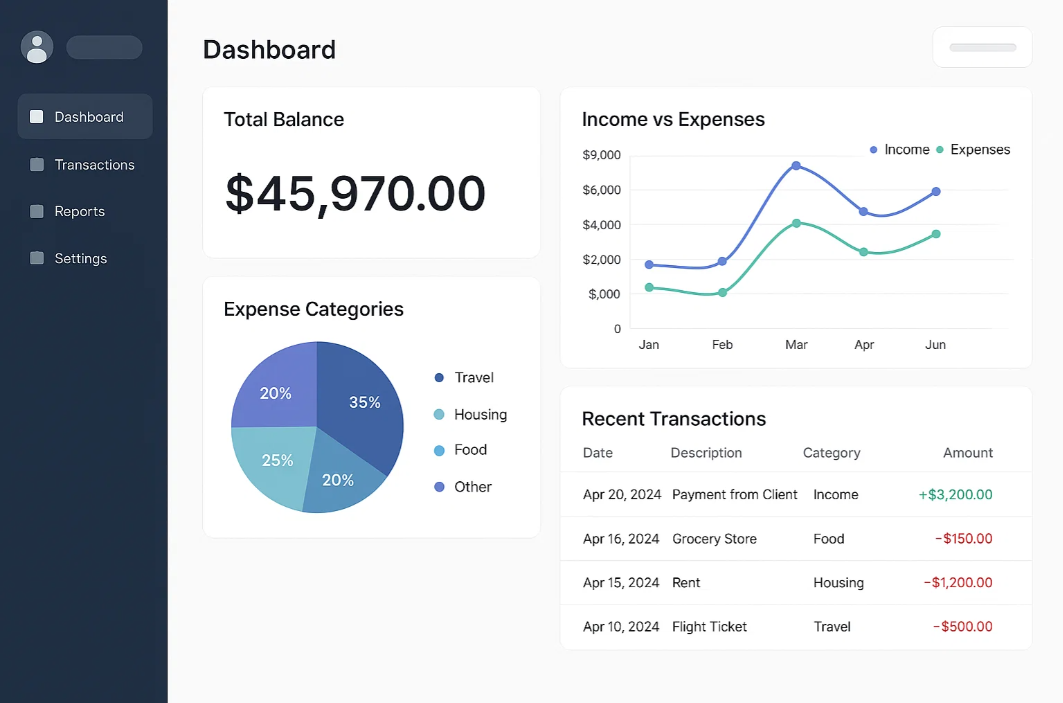 Dashboard
Transactions
Reports
Settings
Dashboard
Total Balance
$45,970.00
Expense Categories
20%
35%
25%
20%
Travel
Housing
Food
Other
Income vs Expenses
Income Expenses
$9,000
$6,000
$4,000
$2,000
$,000
0
Jan Feb Mar Apr Jun
Recent Transactions
Date Description Category Amount
Apr 20, 2024 Payment from Client Income +$3,200.00
Apr 16, 2024 Grocery Store Food −$150.00
Apr 15, 2024 Rent Housing −$1,200.00
Apr 10, 2024 Flight Ticket Travel −$500.00